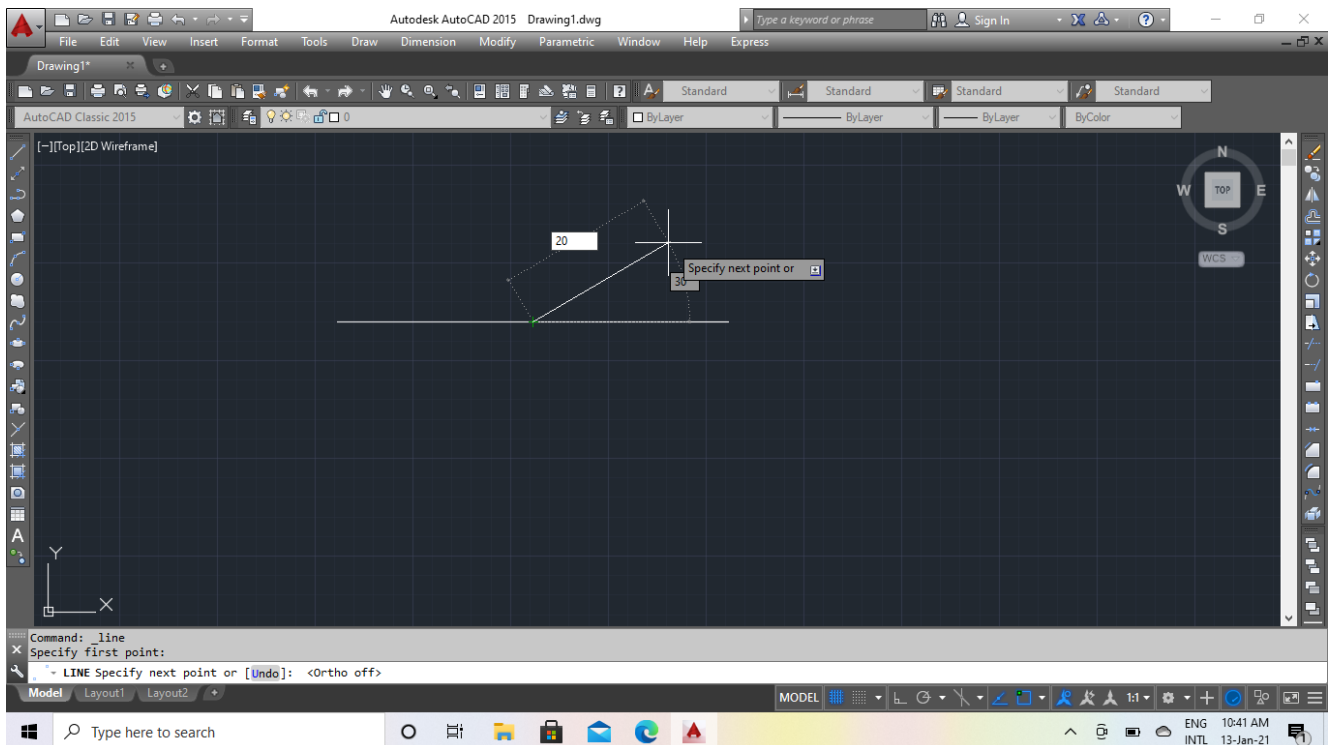 Autodesk AutoCAD 2015 Drawing1.dwg Type a keyword or phrase Sign In
File Edit View Insert Format Tools Draw Dimension Modify Parametric Window Help Express
Drawing1*
Standard Standard Standard Standard
AutoCAD Classic 2015 0 ByLayer ByLayer ByLayer ByColor
[−][Top][2D Wireframe]
N
W TOP E
S
WCS
20
Specify next point or
30
Y
X
A
Command: _line
Specify first point:
LINE Specify next point or [Undo]: <Ortho off>
Model Layout1 Layout2 + MODEL 1:1
Type here to search
ENG 10:41 AM
INTL 13-Jan-21